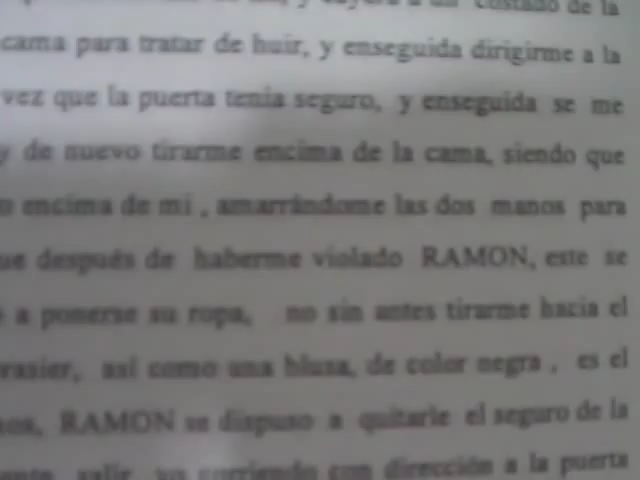 costado de la
cama para tratar de huir, y enseguida dirigirme a la
vez que la puerta tenia seguro, y enseguida se me
y de nuevo tirarme encima de la cama, siendo que
encima de mi , amarrándome las dos manos para
después de haberme violado RAMON, este se
a ponerse su ropa, no sin antes tirarme hacia el
así como una blusa, de color negra , es el
RAMON se dispuso a quitarle el seguro de la
salir yo corriendo con dirección a la puerta